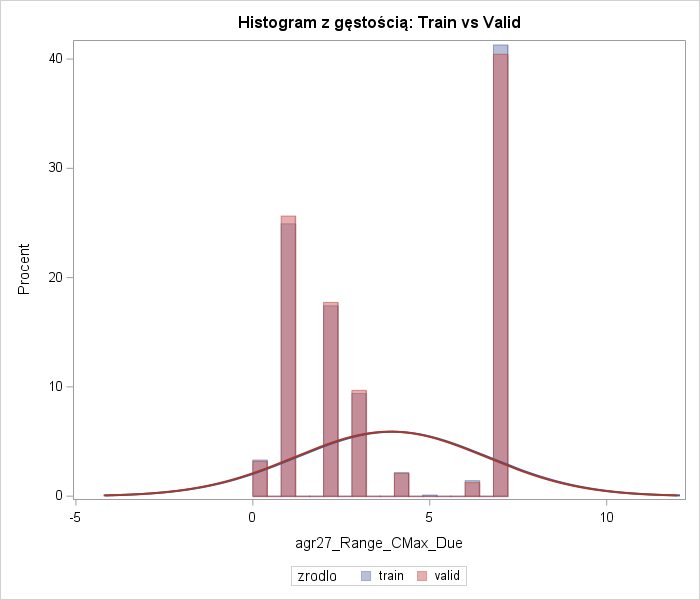 Histogram z gęstością: Train vs Valid
40
30
20
10
0
Procent
-5
0
5
10
agr27_Range_CMax_Due
zrodlo train valid